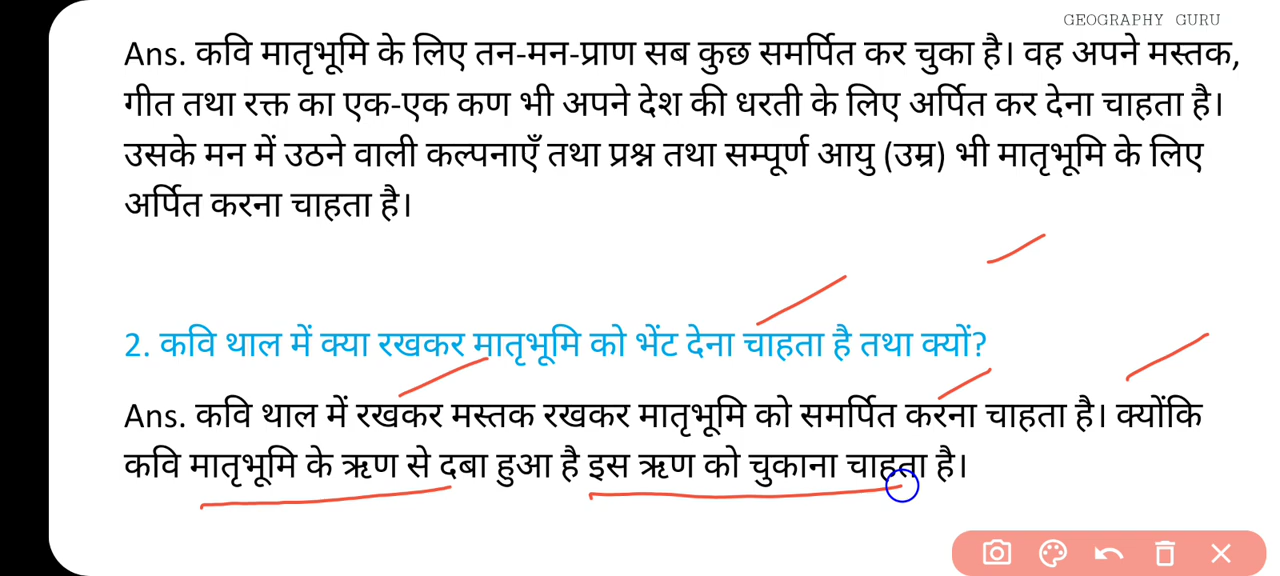 GEOGRAPHY GURU
Ans. कवि मातृभूमि के लिए तन-मन-प्राण सब कुछ समर्पित कर चुका है। वह अपने मस्तक,
गीत तथा रक्त का एक-एक कण भी अपने देश की धरती के लिए अर्पित कर देना चाहता है।
उसके मन में उठने वाली कल्पनाएँ तथा प्रश्न तथा सम्पूर्ण आयु (उम्र) भी मातृभूमि के लिए
अर्पित करना चाहता है।
2. कवि थाल में क्या रखकर मातृभूमि को भेंट देना चाहता है तथा क्यों?
Ans. कवि थाल में रखकर मस्तक रखकर मातृभूमि को समर्पित करना चाहता है। क्योंकि
कवि मातृभूमि के ऋण से दबा हुआ है इस ऋण को चुकाना चाहता है।